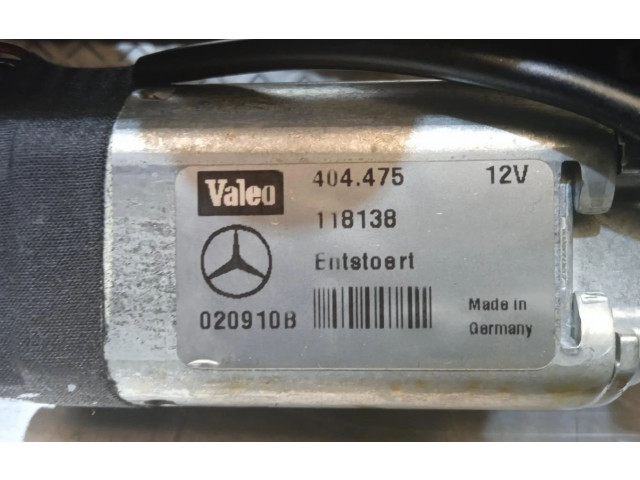 Valeo 404.475 12V
118138
Entstoert
020910B
Made in
Germany